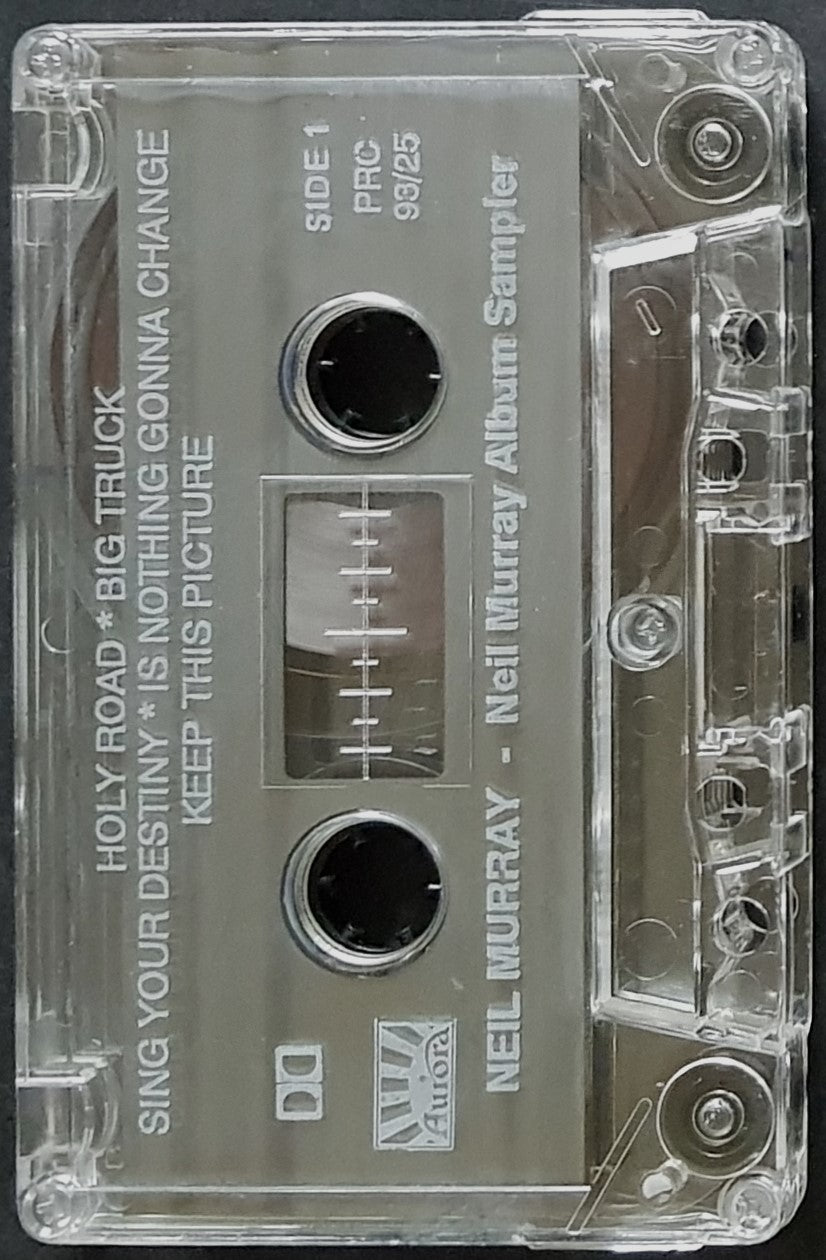 HOLY ROAD * BIG TRUCK
SING YOUR DESTINY * IS NOTHING GONNA CHANGE
KEEP THIS PICTURE
SIDE 1
PRC
93/25
Aurora
NEIL MURRAY - Neil Murray Album Sampler